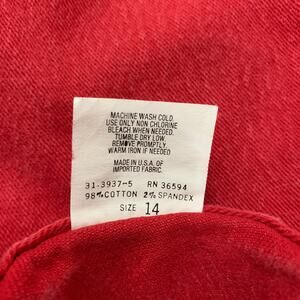 MACHINE WASH COLD.
USE ONLY NON CHLORINE
BLEACH WHEN NEEDED.
TUMBLE DRY LOW.
REMOVE PROMPTLY.
WARM IRON IF NEEDED.
MADE IN U.S.A. OF
IMPORTED FABRIC.
31-3937-5 RN 36594
98%COTTON 2%SPANDEX
SIZE 14